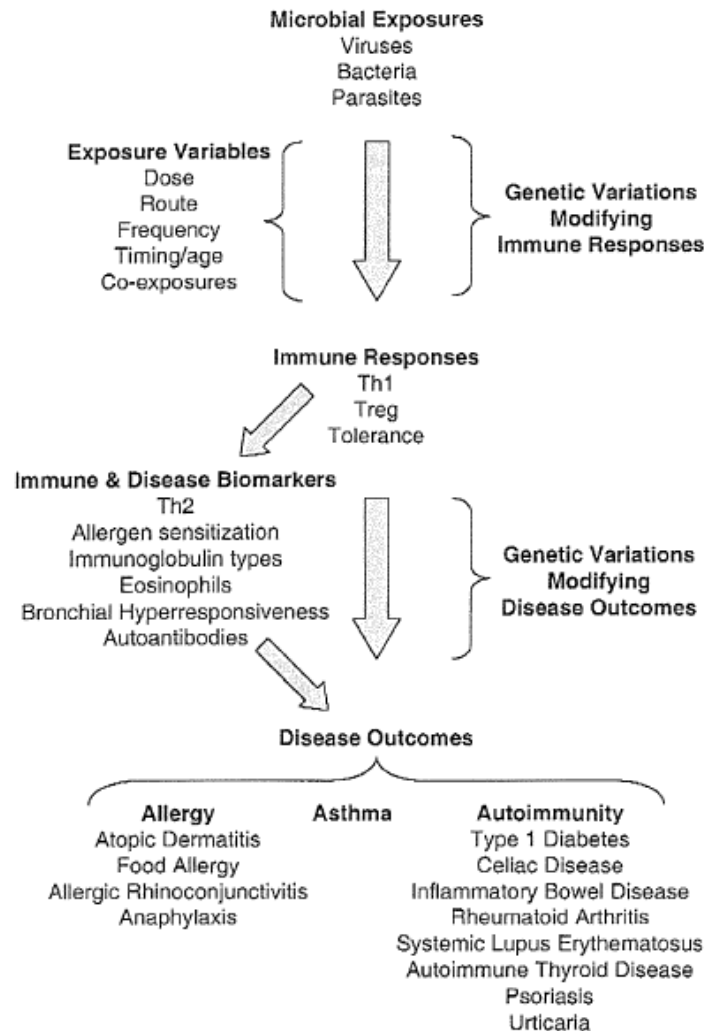 Microbial Exposures
Viruses
Bacteria
Parasites
Exposure Variables
Dose
Route
Frequency
Timing/age
Co-exposures
Genetic Variations
Modifying
Immune Responses
Immune Responses
Th1
Treg
Tolerance
Immune & Disease Biomarkers
Th2
Allergen sensitization
Immunoglobulin types
Eosinophils
Bronchial Hyperresponsiveness
Autoantibodies
Genetic Variations
Modifying
Disease Outcomes
Disease Outcomes
Allergy
Atopic Dermatitis
Food Allergy
Allergic Rhinoconjunctivitis
Anaphylaxis
Asthma
Autoimmunity
Type 1 Diabetes
Celiac Disease
Inflammatory Bowel Disease
Rheumatoid Arthritis
Systemic Lupus Erythematosus
Autoimmune Thyroid Disease
Psoriasis
Urticaria